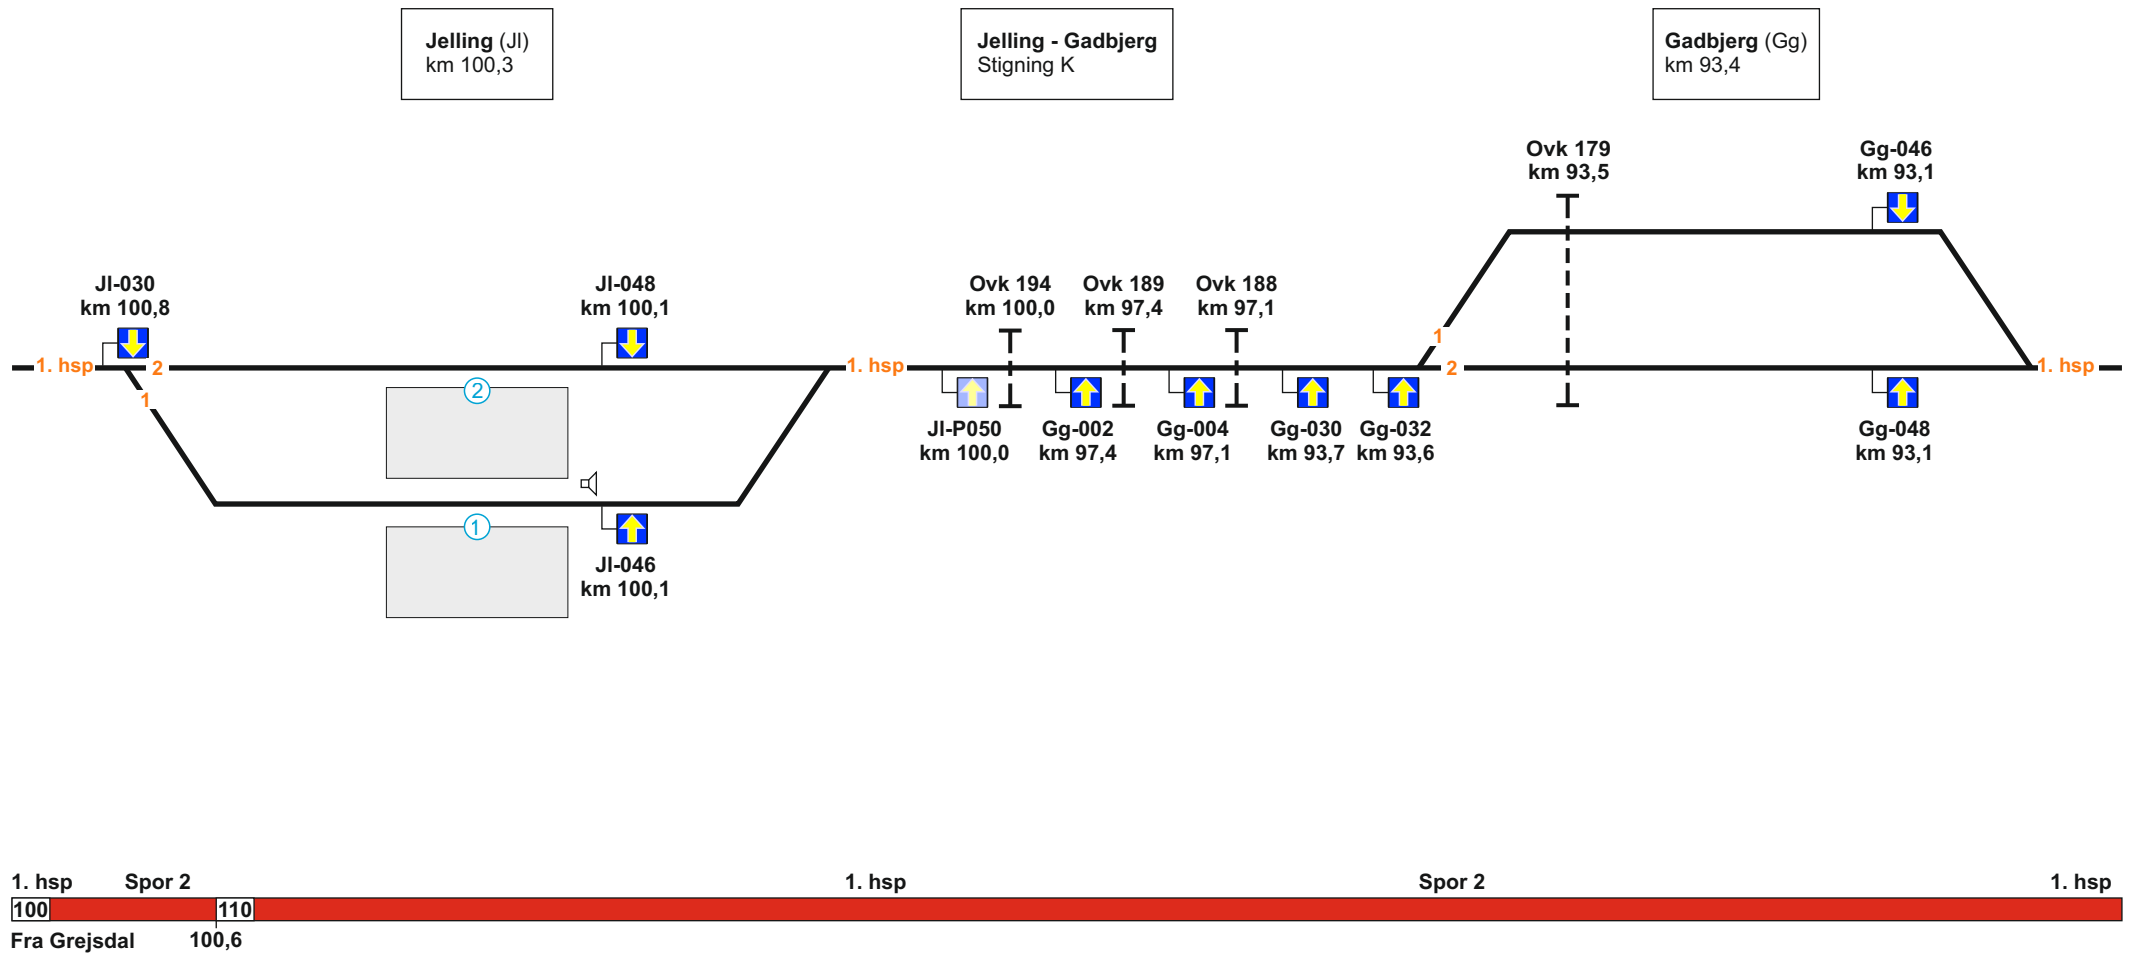 Jelling (Jl)
km 100,3
Jelling - Gadbjerg
Stigning K
Gadbjerg (Gg)
km 93,4
Ovk 179
km 93,5
Gg-046
km 93,1
Jl-030
km 100,8
Jl-048
km 100,1
Ovk 194
km 100,0
Ovk 189
km 97,4
Ovk 188
km 97,1
1
1. hsp
2
1. hsp
2
1. hsp
1
2
Jl-P050
km 100,0
Gg-002
km 97,4
Gg-004
km 97,1
Gg-030
km 93,7
Gg-032
km 93,6
Gg-048
km 93,1
1
Jl-046
km 100,1
1. hsp
Spor 2
1. hsp
Spor 2
1. hsp
100
110
Fra Grejsdal
100,6